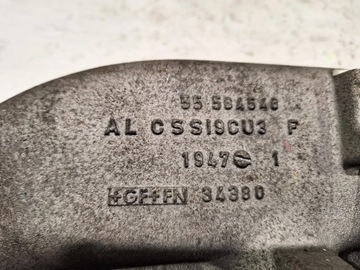 55 564546
AL CSSI9CU3 F
1947 1
+GF+FN 34380